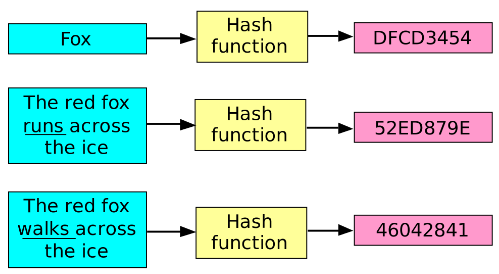 Fox
Hash
function
DFCD3454
The red fox
runs across
the ice
Hash
function
52ED879E
The red fox
walks across
the ice
Hash
function
46042841